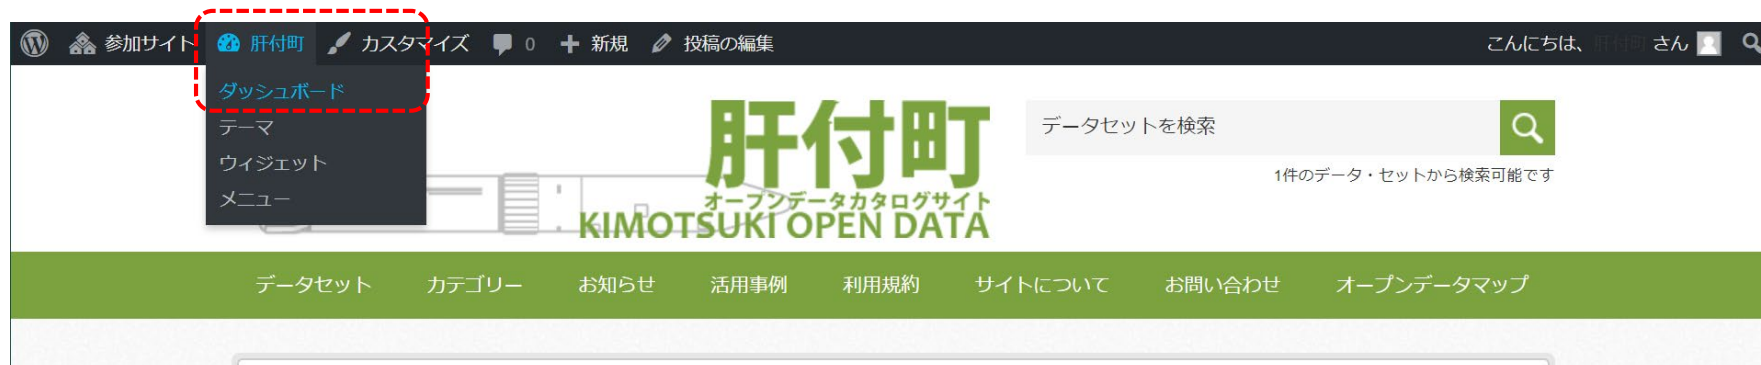 参加サイト 肝付町 カスタマイズ 0 新規 投稿の編集 こんにちは、 肝付町 さん
ダッシュボード
テーマ
ウィジェット
メニュー
肝付町
オープンデータカタログサイト
KIMOTSUKI OPEN DATA
データセットを検索
1件のデータ・セットから検索可能です
データセット カテゴリー お知らせ 活用事例 利用規約 サイトについて お問い合わせ オープンデータマップ